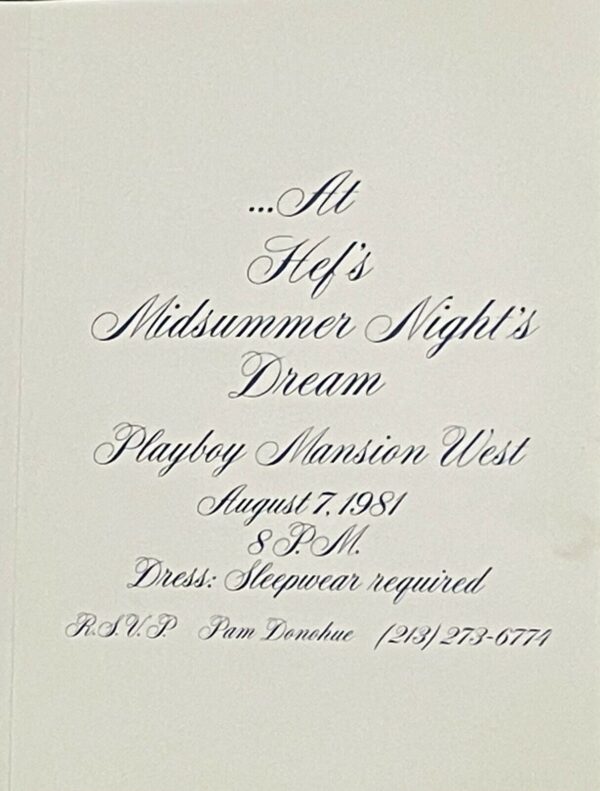 ...At
Hef's
Midsummer Night's
Dream
Playboy Mansion West
August 7, 1981
8 P.M.
Dress: Sleepwear required
R.S.V.P. Pam Donohue (213) 273-6774